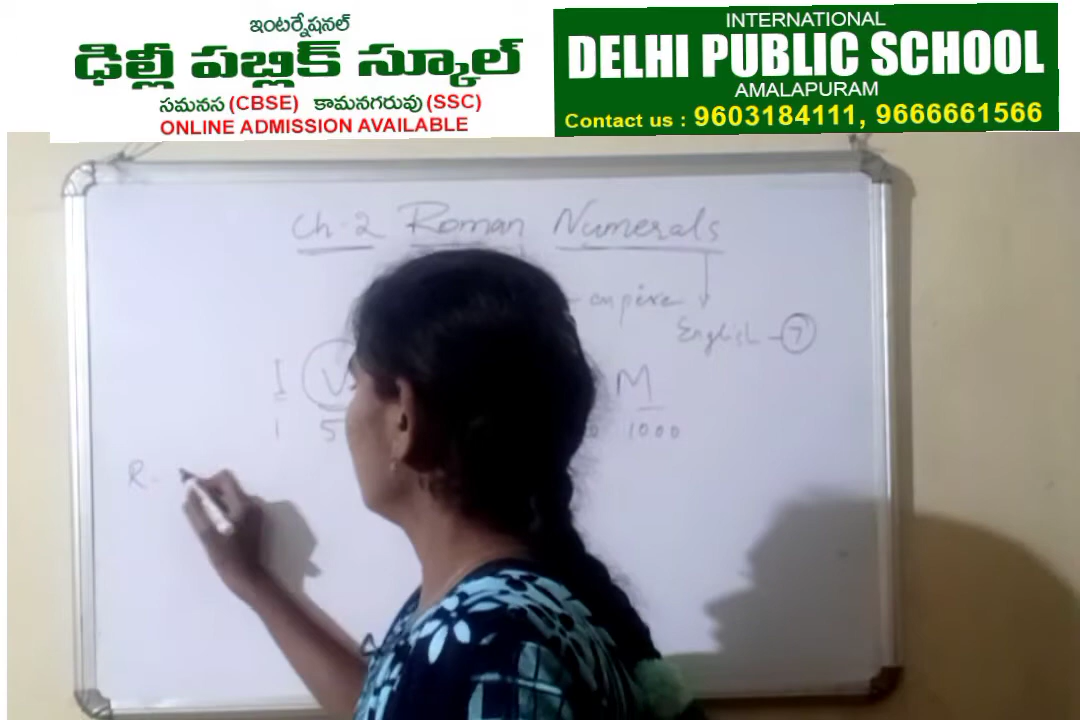 ఇంటర్నేషనల్
ఢిల్లీ పబ్లిక్ స్కూల్
సమనస (CBSE) కామనగరువు (SSC)
ONLINE ADMISSION AVAILABLE
INTERNATIONAL
DELHI PUBLIC SCHOOL
AMALAPURAM
Contact us : 9603184111, 9666661566
Ch-2 Roman Numerals
English - 7
I V M
1 5 1000
R -